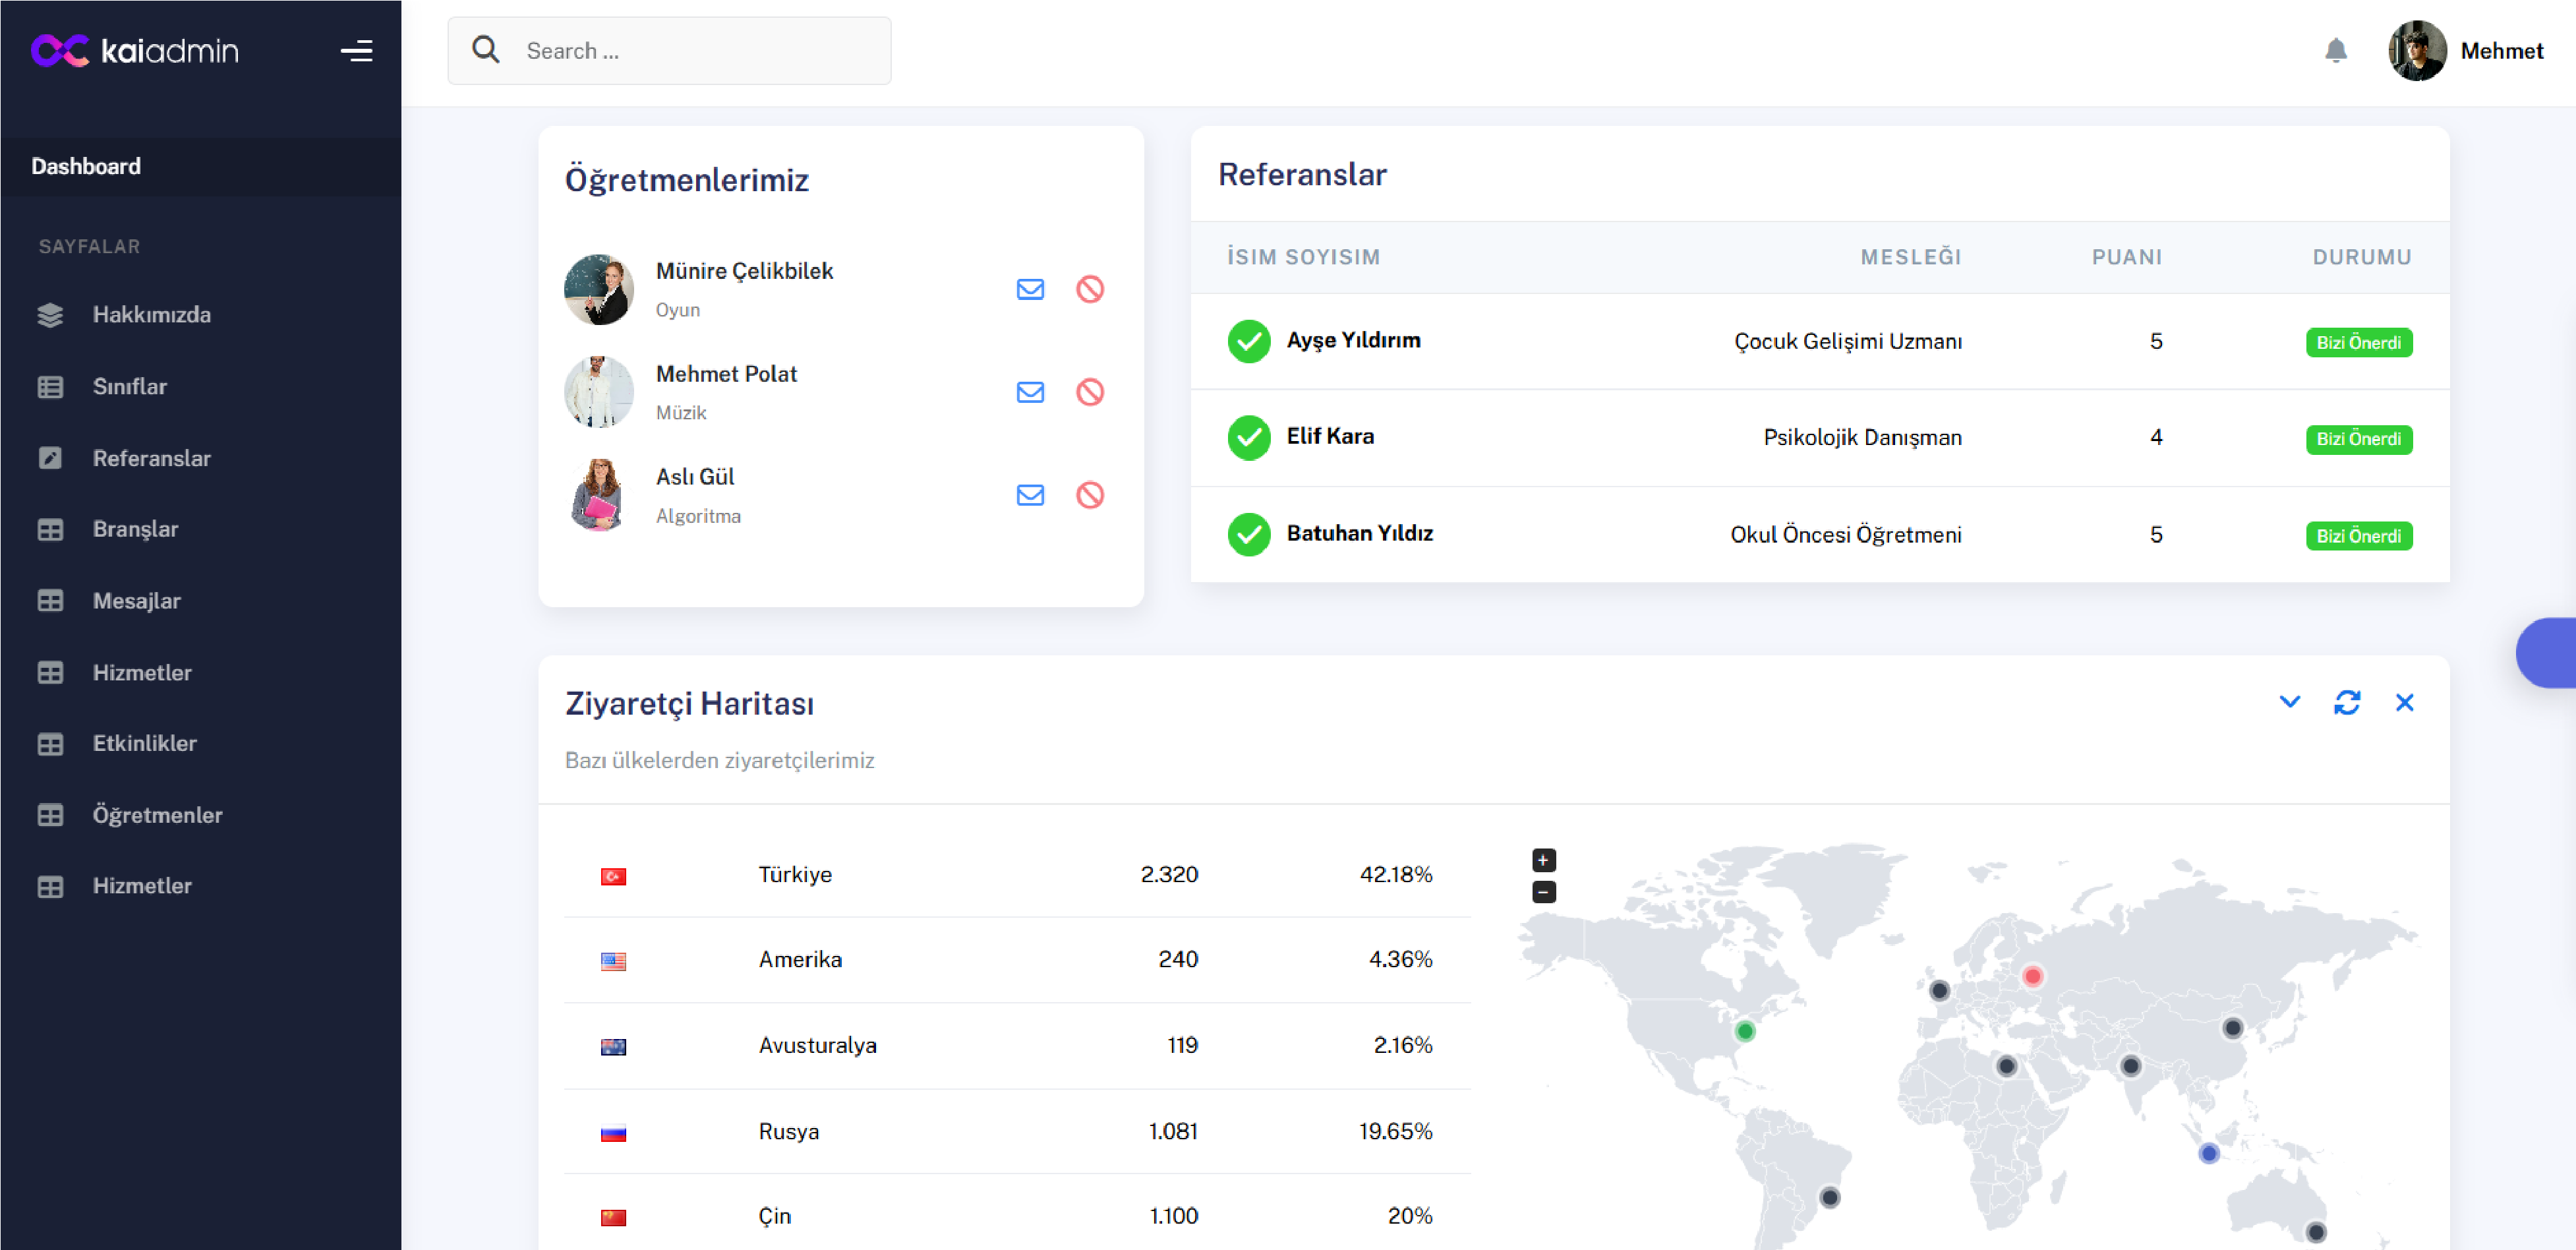 kaiadmin
Search ...
Mehmet
Dashboard
SAYFALAR
Hakkımızda
Sınıflar
Referanslar
Branşlar
Mesajlar
Hizmetler
Etkinlikler
Öğretmenler
Hizmetler
Öğretmenlerimiz
Münire Çelikbilek
Oyun
Mehmet Polat
Müzik
Aslı Gül
Algoritma
Referanslar
İSIM SOYISIM MESLEĞI PUANI DURUMU
Ayşe Yıldırım Çocuk Gelişimi Uzmanı 5 Bizi Önerdi
Elif Kara Psikolojik Danışman 4 Bizi Önerdi
Batuhan Yıldız Okul Öncesi Öğretmeni 5 Bizi Önerdi
Ziyaretçi Haritası
Bazı ülkelerden ziyaretçilerimiz
Türkiye 2.320 42.18%
Amerika 240 4.36%
Avusturalya 119 2.16%
Rusya 1.081 19.65%
Çin 1.100 20%
+
−